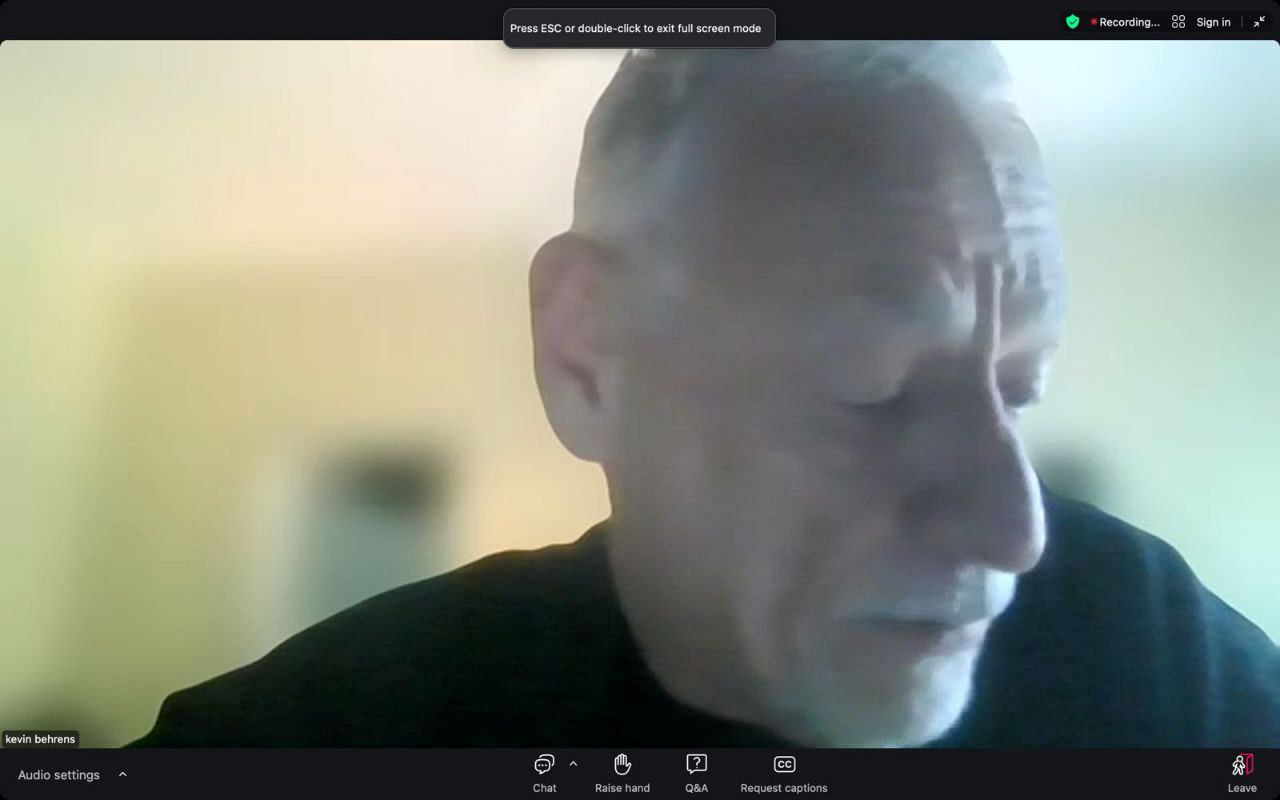 Press ESC or double-click to exit full screen mode
Recording...
Sign in
kevin behrens
Audio settings
Chat
Raise hand
Q&A
CC
Request captions
Leave